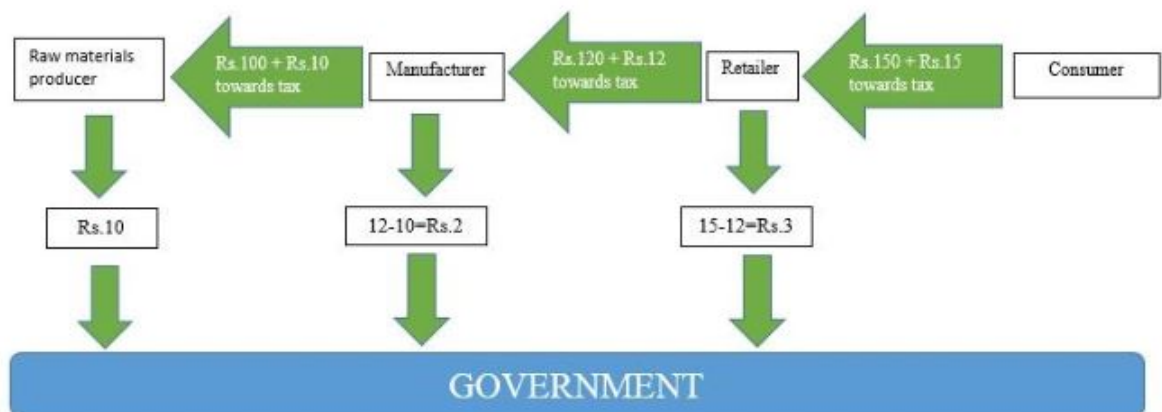 Raw materials
producer
Rs.100 + Rs.10
towards tax
Manufacturer
Rs.120 + Rs.12
towards tax
Retailer
Rs.150 + Rs.15
towards tax
Consumer
Rs.10
12-10=Rs.2
15-12=Rs.3
GOVERNMENT